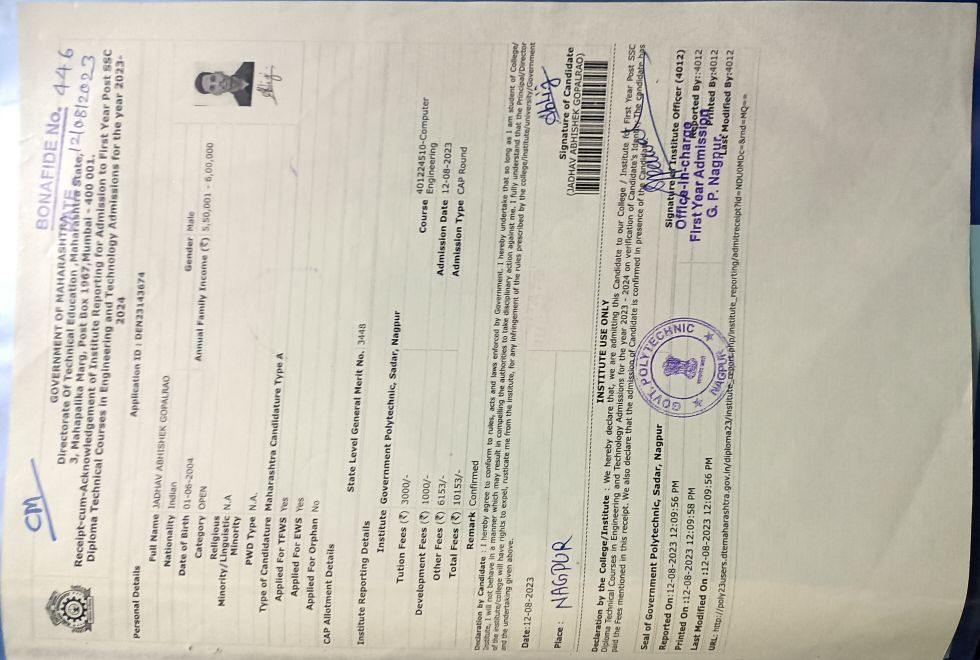 CM
BONAFIDE No. 4446
12/08/2023
GOVERNMENT OF MAHARASHTRA
Directorate Of Technical Education, Maharashtra State,
3, Mahapalika Marg, Post Box 1967,Mumbai - 400 001.
Receipt-cum-Acknowledgement of Institute Reporting for Admission to First Year Post SSC
Diploma Technical Courses in Engineering and Technology Admissions for the year 2023-
2024
Application ID : DEN23143674
Personal Details
Full Name JADHAV ABHISHEK GOPALRAO
Nationality Indian
Date of Birth 01-06-2004 Gender Male
Category OPEN Annual Family Income (₹) 5,50,001 - 6,00,000
Religious Minority/Linguistic Minority N.A
PWD Type N.A.
Type of Candidature Maharashtra Candidature Type A
Applied For TFWS Yes
Applied For EWS Yes
Applied For Orphan No
CAP Allotment Details
State Level General Merit No. 3448
Institute Reporting Details
Institute Government Polytechnic, Sadar, Nagpur
Tution Fees (₹) 3000/- Course 401224510-Computer
Engineering
Development Fees (₹) 1000/-
Other Fees (₹) 6153/- Admission Date 12-08-2023
Total Fees (₹) 10153/- Admission Type CAP Round
Remark Confirmed
Declaration by Candidate : I hereby agree to conform to rules, acts and laws enforced by Government. I hereby undertake that so long as I am student of College/
Institute, I will not behave in a manner which may result in compelling the authorities to take disciplinary action against me. I fully understand that the Principal/Director
of the institute/college will have rights to expel, rusticate me from the institute, for any infringement of the rules prescribed by the college/institute/university/Government
and the undertaking given above.
Date:12-08-2023
Place : NAGPUR
Signature of Candidate
(JADHAV ABHISHEK GOPALRAO)
INSTITUTE USE ONLY
Declaration by the College/Institute : We hereby declare that, we are admitting this Candidate to our College / Institute for First Year Post SSC
Diploma Technical Courses in Engineering and Technology Admissions for the year 2023 - 2024 on verification of Candidate's Identity. The candidate has
paid the Fees mentioned in this receipt. We also declare that the admission of Candidate is confirmed in presence of the Candidate
Seal of Government Polytechnic, Sadar, Nagpur
GOVT. POLYTECHNIC
NAGPUR
Signature of Institute Officer (4012)
Office-in-charge
First Year Admission
G. P. Nagpur.
Reported On:12-08-2023 12:09:56 PM Reported By:4012
Printed On :12-08-2023 12:09:58 PM Printed By:4012
Last Modified On :12-08-2023 12:09:56 PM Last Modified By:4012
URL: http://poly23users.dtemaharashtra.gov.in/diploma23/institute_reporting/admitreceipt?id=NDU0MDc=&rnd=MQ==